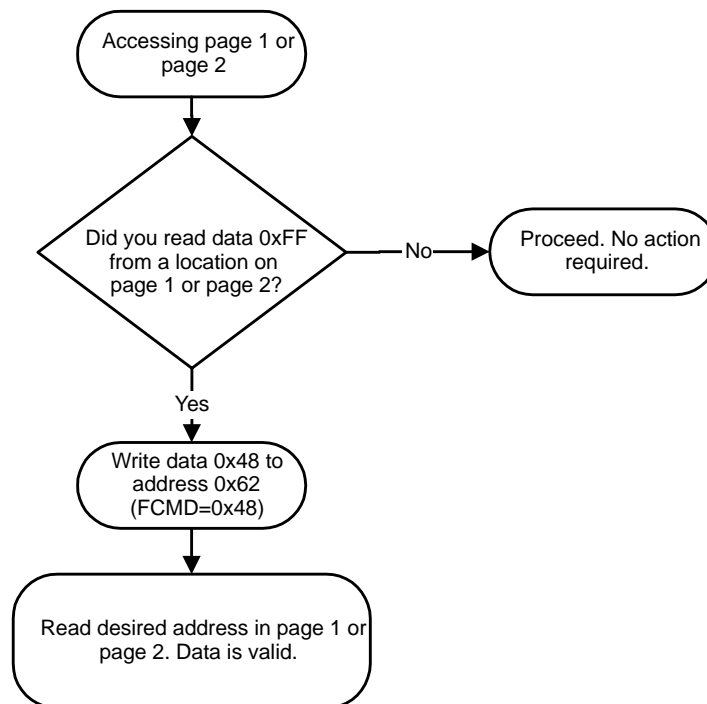 Accessing page 1 or
page 2
Did you read data 0xFF
from a location on
page 1 or page 2?
No
Proceed. No action
required.
Yes
Write data 0x48 to
address 0x62
(FCMD=0x48)
Read desired address in page 1 or
page 2. Data is valid.